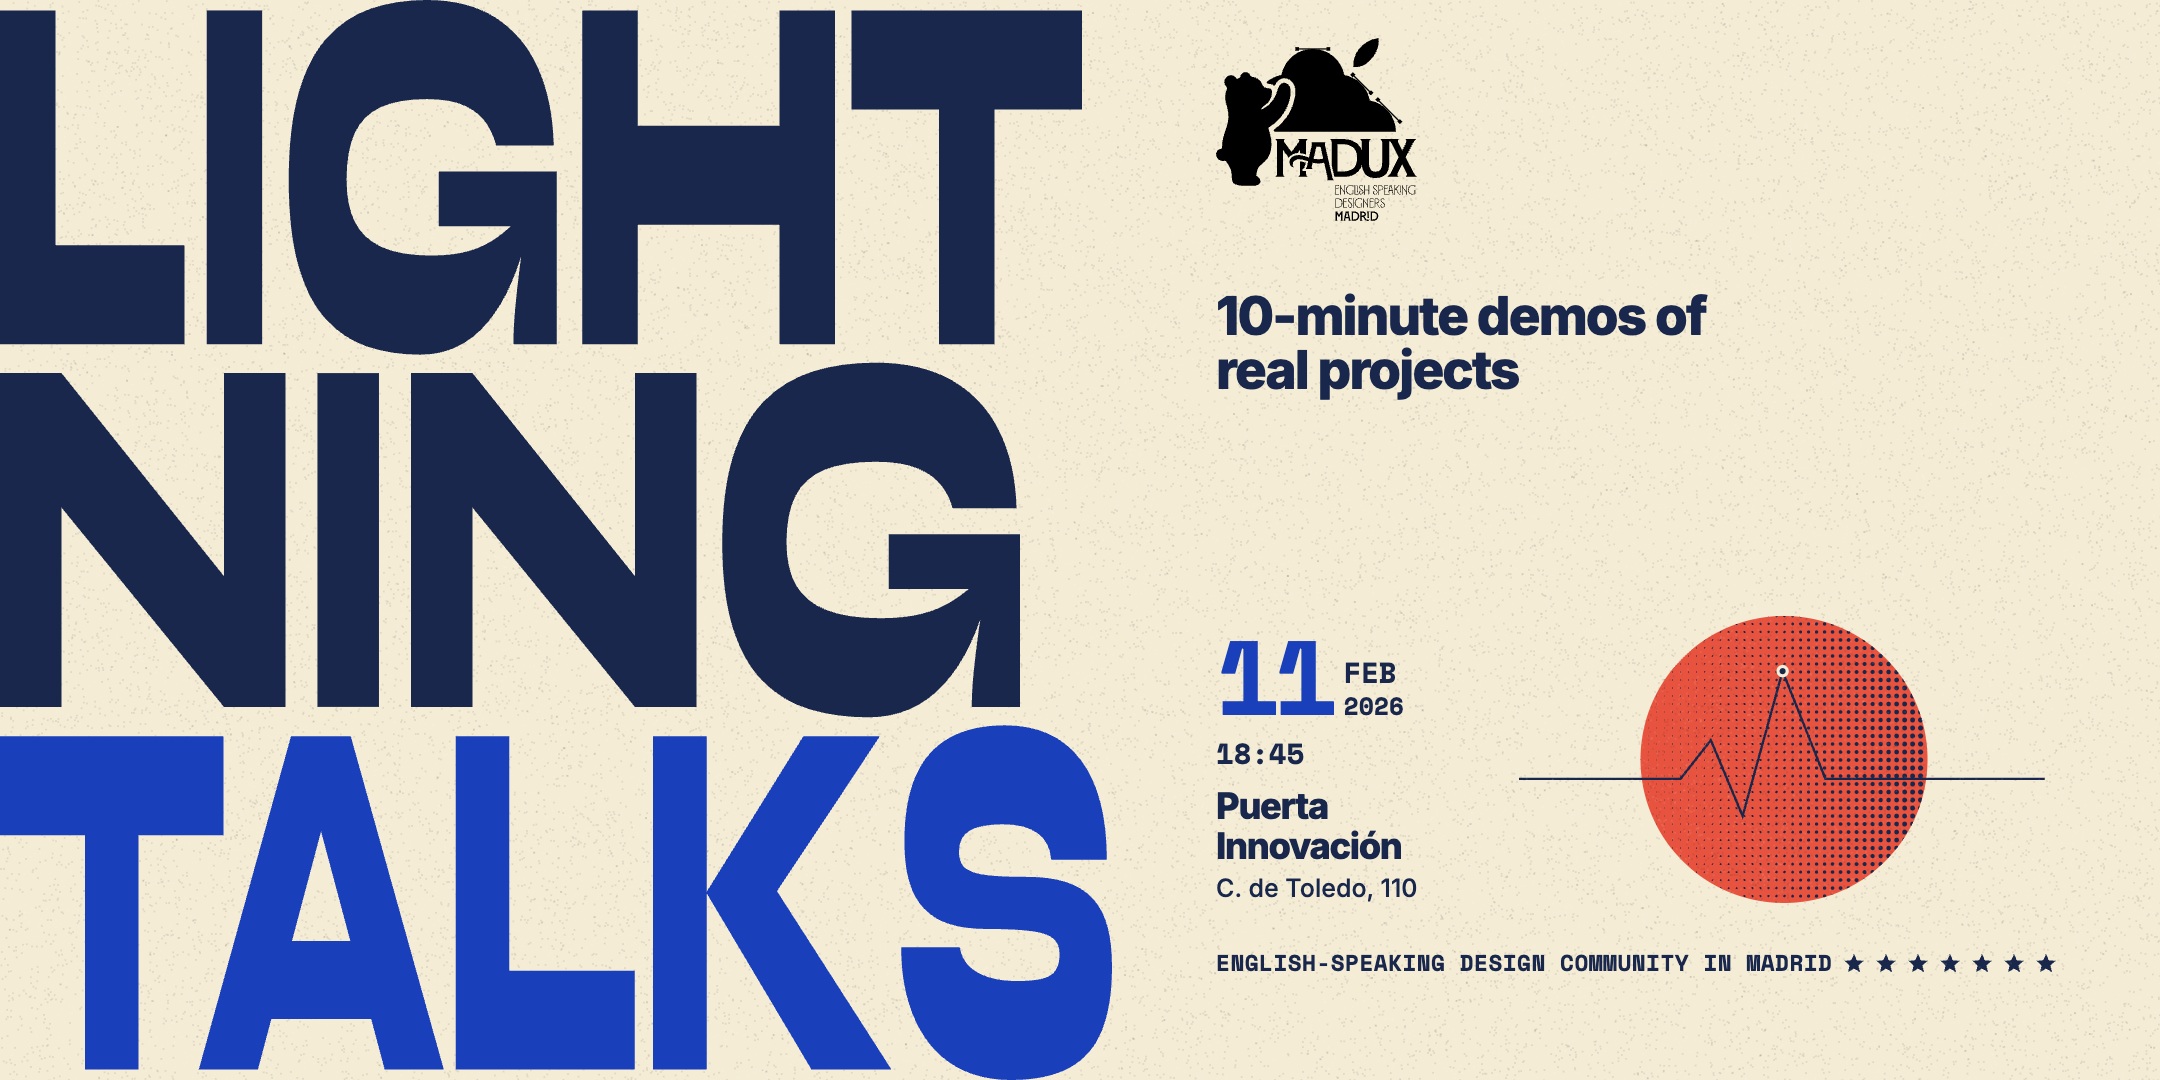 LIGHT
NING
TALKS
MADUX
ENGLISH SPEAKING
DESIGNERS
MADRID
10-minute demos of
real projects
11 FEB
2026
18:45
Puerta
Innovación
C. de Toledo, 110
ENGLISH-SPEAKING DESIGN COMMUNITY IN MADRID ★ ★ ★ ★ ★ ★ ★